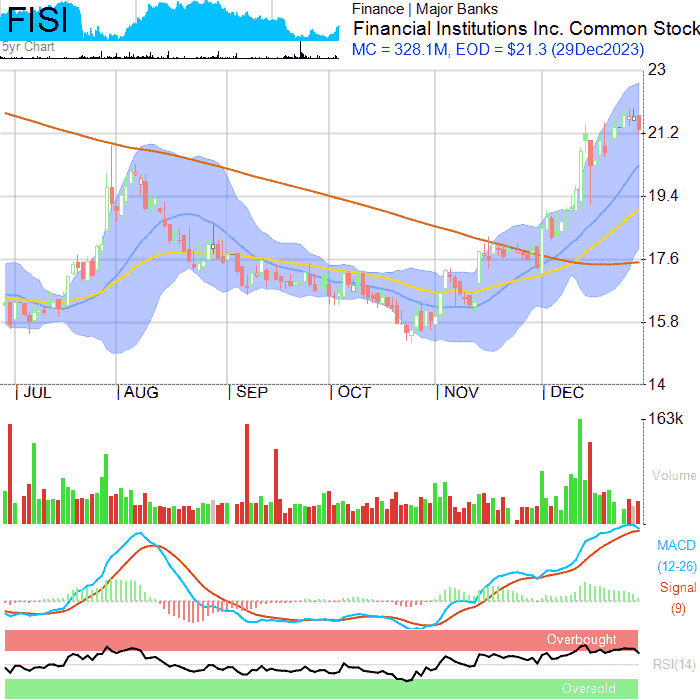 FISI
5yr Chart
Finance | Major Banks
Financial Institutions Inc. Common Stock
MC = 328.1M, EOD = $21.3 (29Dec2023)
23
21.2
19.4
17.6
15.8
14
JUL AUG SEP OCT NOV DEC
163k
Volume
MACD
(12-26)
Signal
(9)
Overbought
RSI(14)
Oversold